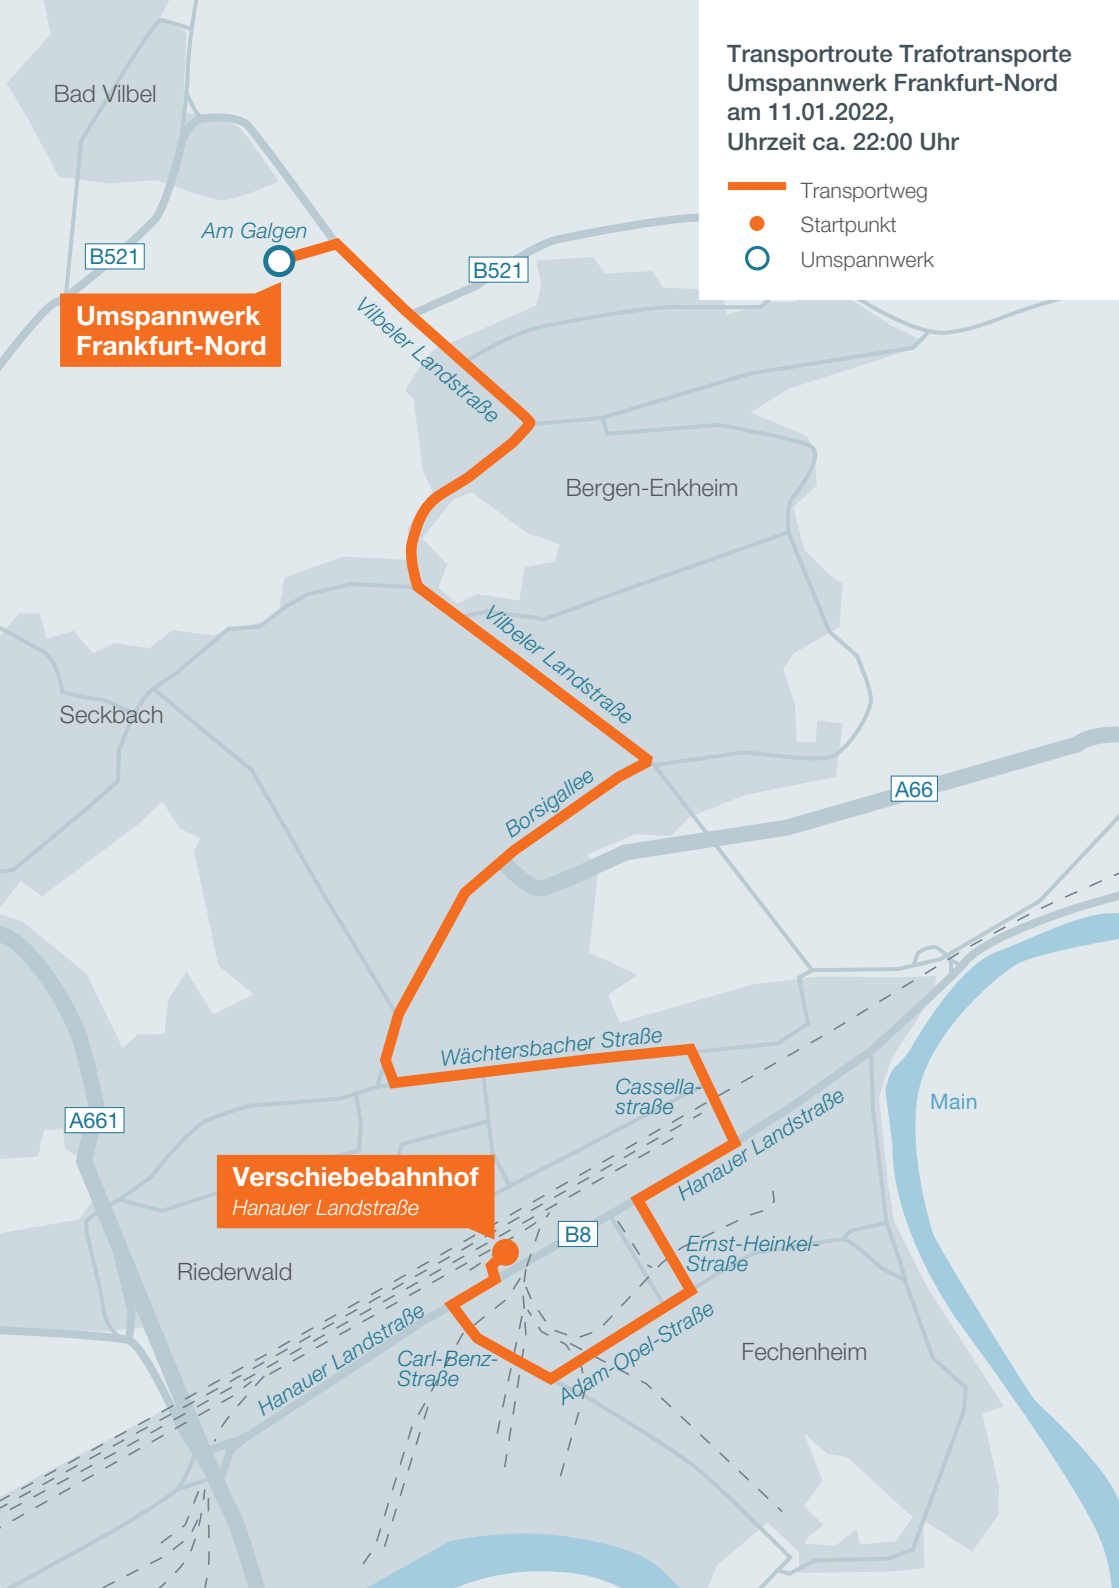 Transportroute Trafotransporte
Umspannwerk Frankfurt-Nord
am 11.01.2022,
Uhrzeit ca. 22:00 Uhr
Transportweg
Startpunkt
Umspannwerk
Bad Vilbel
Am Galgen
B521
B521
Umspannwerk
Frankfurt-Nord
Vilbeler Landstraße
Bergen-Enkheim
Vilbeler Landstraße
Seckbach
Borsigallee
A66
Wächtersbacher Straße
Cassella-
straße
Main
A661
Hanauer Landstraße
Verschiebebahnhof
Hanauer Landstraße
B8
Ernst-Heinkel-
Straße
Riederwald
Hanauer Landstraße
Carl-Benz-
Straße
Adam-Opel-Straße
Fechenheim